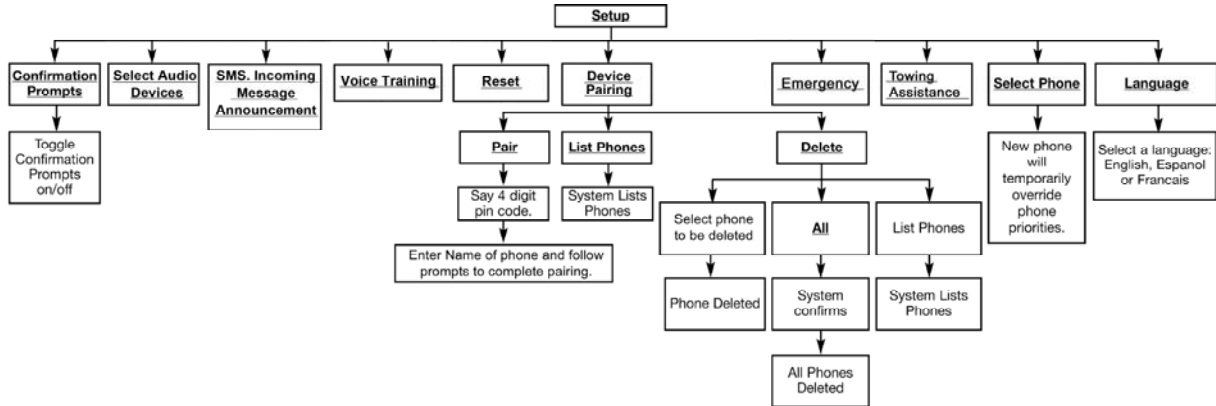 Setup
Confirmation
Prompts
Select Audio
Devices
SMS. Incoming
Message
Announcement
Voice Training
Reset
Device
Pairing
Emergency
Towing
Assistance
Select Phone
Language
Toggle
Confirmation
Prompts
on/off
Pair
List Phones
Delete
New phone
will
temporarily
override
phone
priorities.
Select a language:
English, Espanol
or Francais
Say 4 digit
pin code.
System Lists
Phones
Select phone
to be deleted
All
List Phones
Enter Name of phone and follow
prompts to complete pairing.
Phone Deleted
System
confirms
System Lists
Phones
All Phones
Deleted